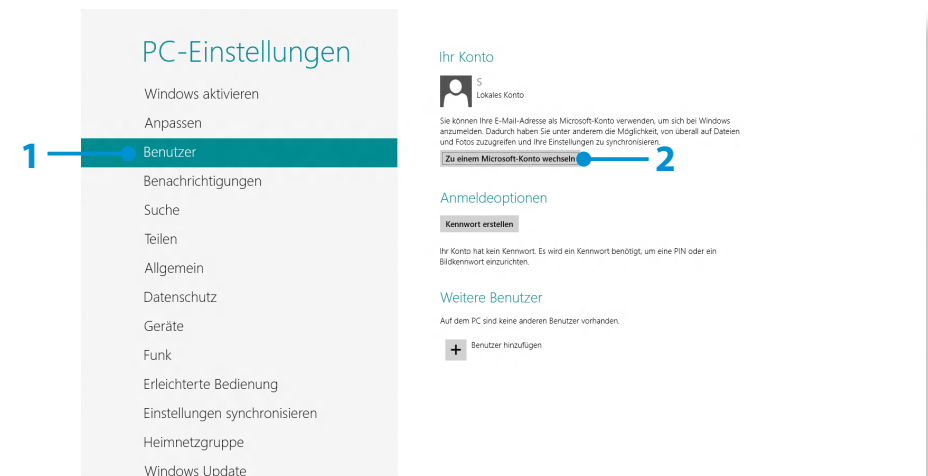 PC-Einstellungen
Windows aktivieren
Anpassen
1
Benutzer
Benachrichtigungen
Suche
Teilen
Allgemein
Datenschutz
Geräte
Funk
Erleichterte Bedienung
Einstellungen synchronisieren
Heimnetzgruppe
Windows Update
Ihr Konto
S
Lokales Konto
Sie können Ihre E-Mail-Adresse als Microsoft-Konto verwenden, um sich bei Windows
anzumelden. Dadurch haben Sie unter anderem die Möglichkeit, von überall auf Dateien
und Fotos zuzugreifen und Ihre Einstellungen zu synchronisieren.
Zu einem Microsoft-Konto wechseln
2
Anmeldeoptionen
Kennwort erstellen
Ihr Konto hat kein Kennwort. Es wird ein Kennwort benötigt, um eine PIN oder ein
Bildkennwort einzurichten.
Weitere Benutzer
Auf dem PC sind keine anderen Benutzer vorhanden.
+ Benutzer hinzufügen